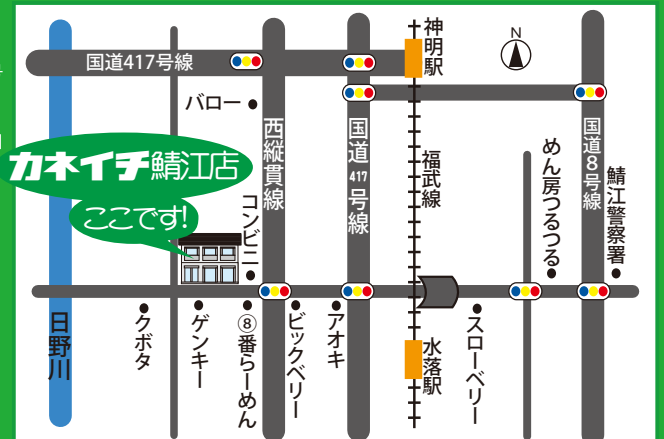 神明駅
N
国道417号線
バロー
西縦貫線
国道417号線
福武線
めん房つるつる
国道8号線
鯖江警察署
カネイチ鯖江店
ここです!
コンビニ
日野川
クボタ
ゲンキー
⑧番らーめん
ビックベリー
アオキ
水落駅
スローベリー